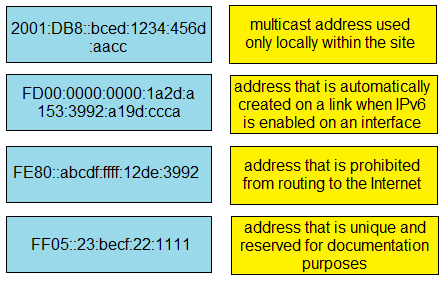 2001:DB8::bced:1234:456d
:aacc
multicast address used
only locally within the site
FD00:0000:0000:1a2d:a
153:3992:a19d:ccca
address that is automatically
created on a link when IPv6
is enabled on an interface
FE80::abcdf:ffff:12de:3992
address that is prohibited
from routing to the Internet
FF05::23:becf:22:1111
address that is unique and
reserved for documentation
purposes